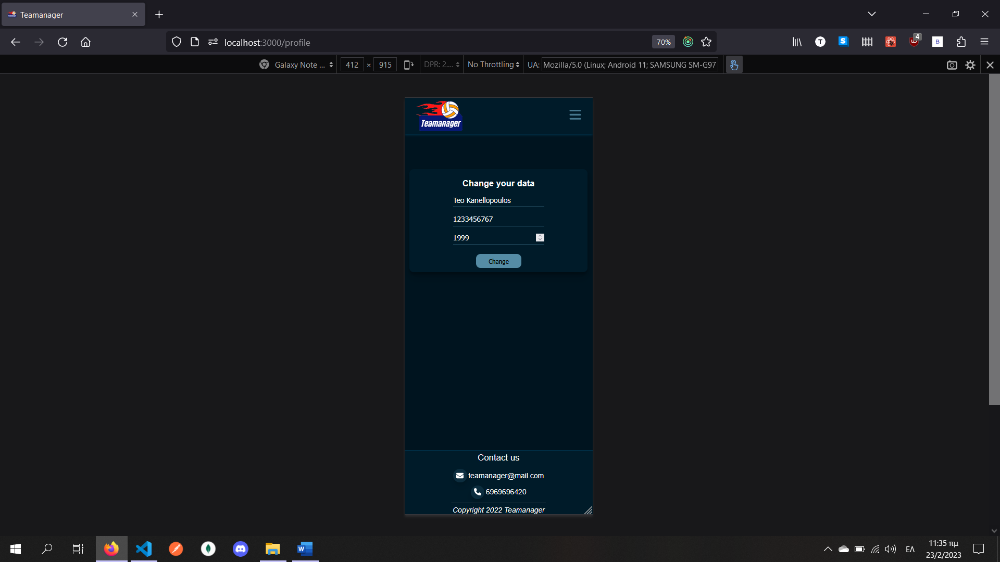 Teamanager
localhost:3000/profile
70%
4
Galaxy Note ...
412 × 915
DPR: 2....
No Throttling
UA: Mozilla/5.0 (Linux; Android 11; SAMSUNG SM-G97
Teamanager
Change your data
Teo Kanellopoulos
1233456767
1999
Change
Contact us
teamanager@mail.com
6969696420
Copyright 2022 Teamanager
ΕΛ
11:35 πμ
23/2/2023